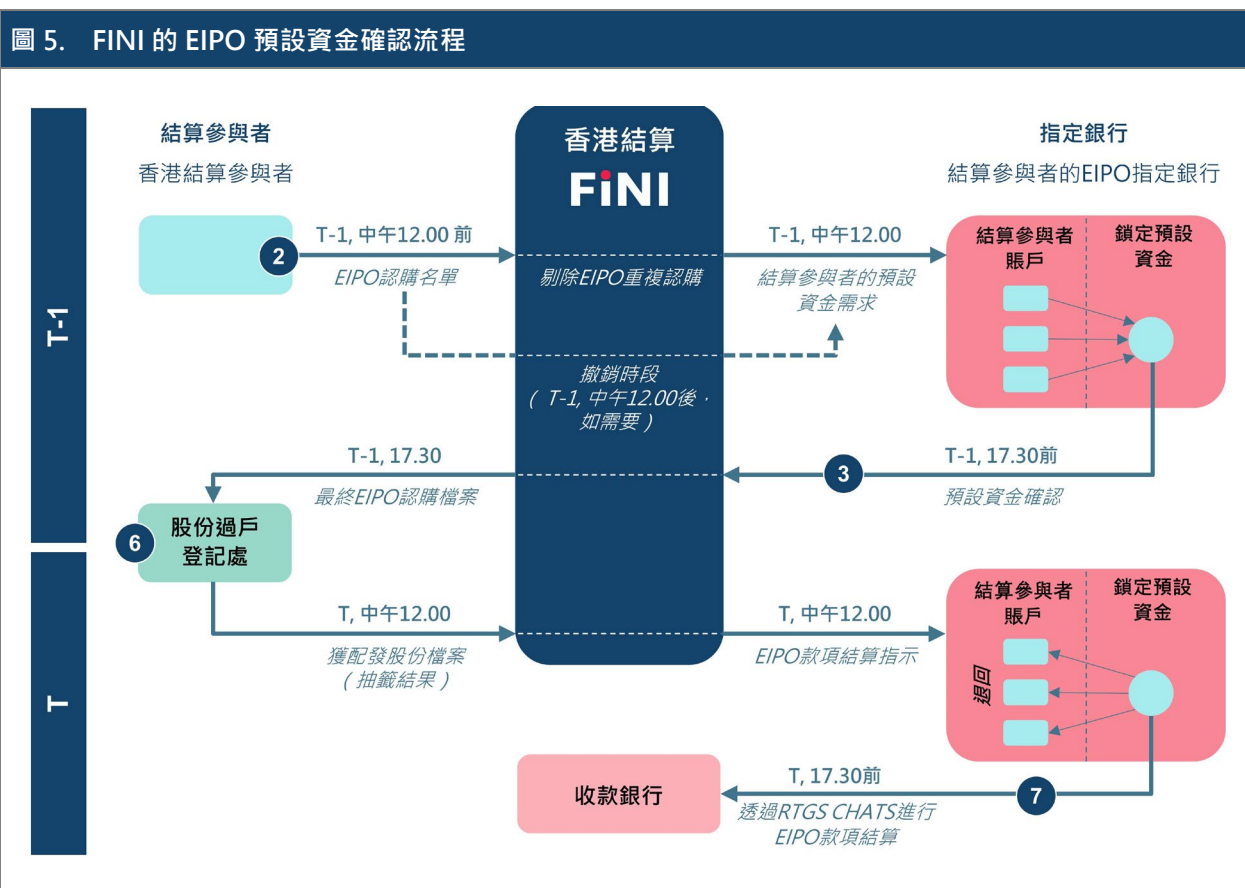 圖 5. FINI 的 EIPO 預設資金確認流程
T-1
結算參與者
香港結算參與者
香港結算
FiNI
指定銀行
結算參與者的EIPO指定銀行
2
T-1, 中午12.00 前
EIPO認購名單
剔除EIPO重複認購
T-1, 中午12.00
結算參與者的預設
資金需求
結算參與者
賬戶
鎖定預設
資金
撤銷時段
( T-1, 中午12.00後,
如需要 )
T-1, 17.30
最終EIPO認購檔案
3
T-1, 17.30前
預設資金確認
6
股份過戶
登記處
T
T, 中午12.00
獲配發股份檔案
( 抽籤結果 )
T, 中午12.00
EIPO款項結算指示
結算參與者
賬戶
鎖定預設
資金
退回
收款銀行
T, 17.30前
透過RTGS CHATS進行
EIPO款項結算
7